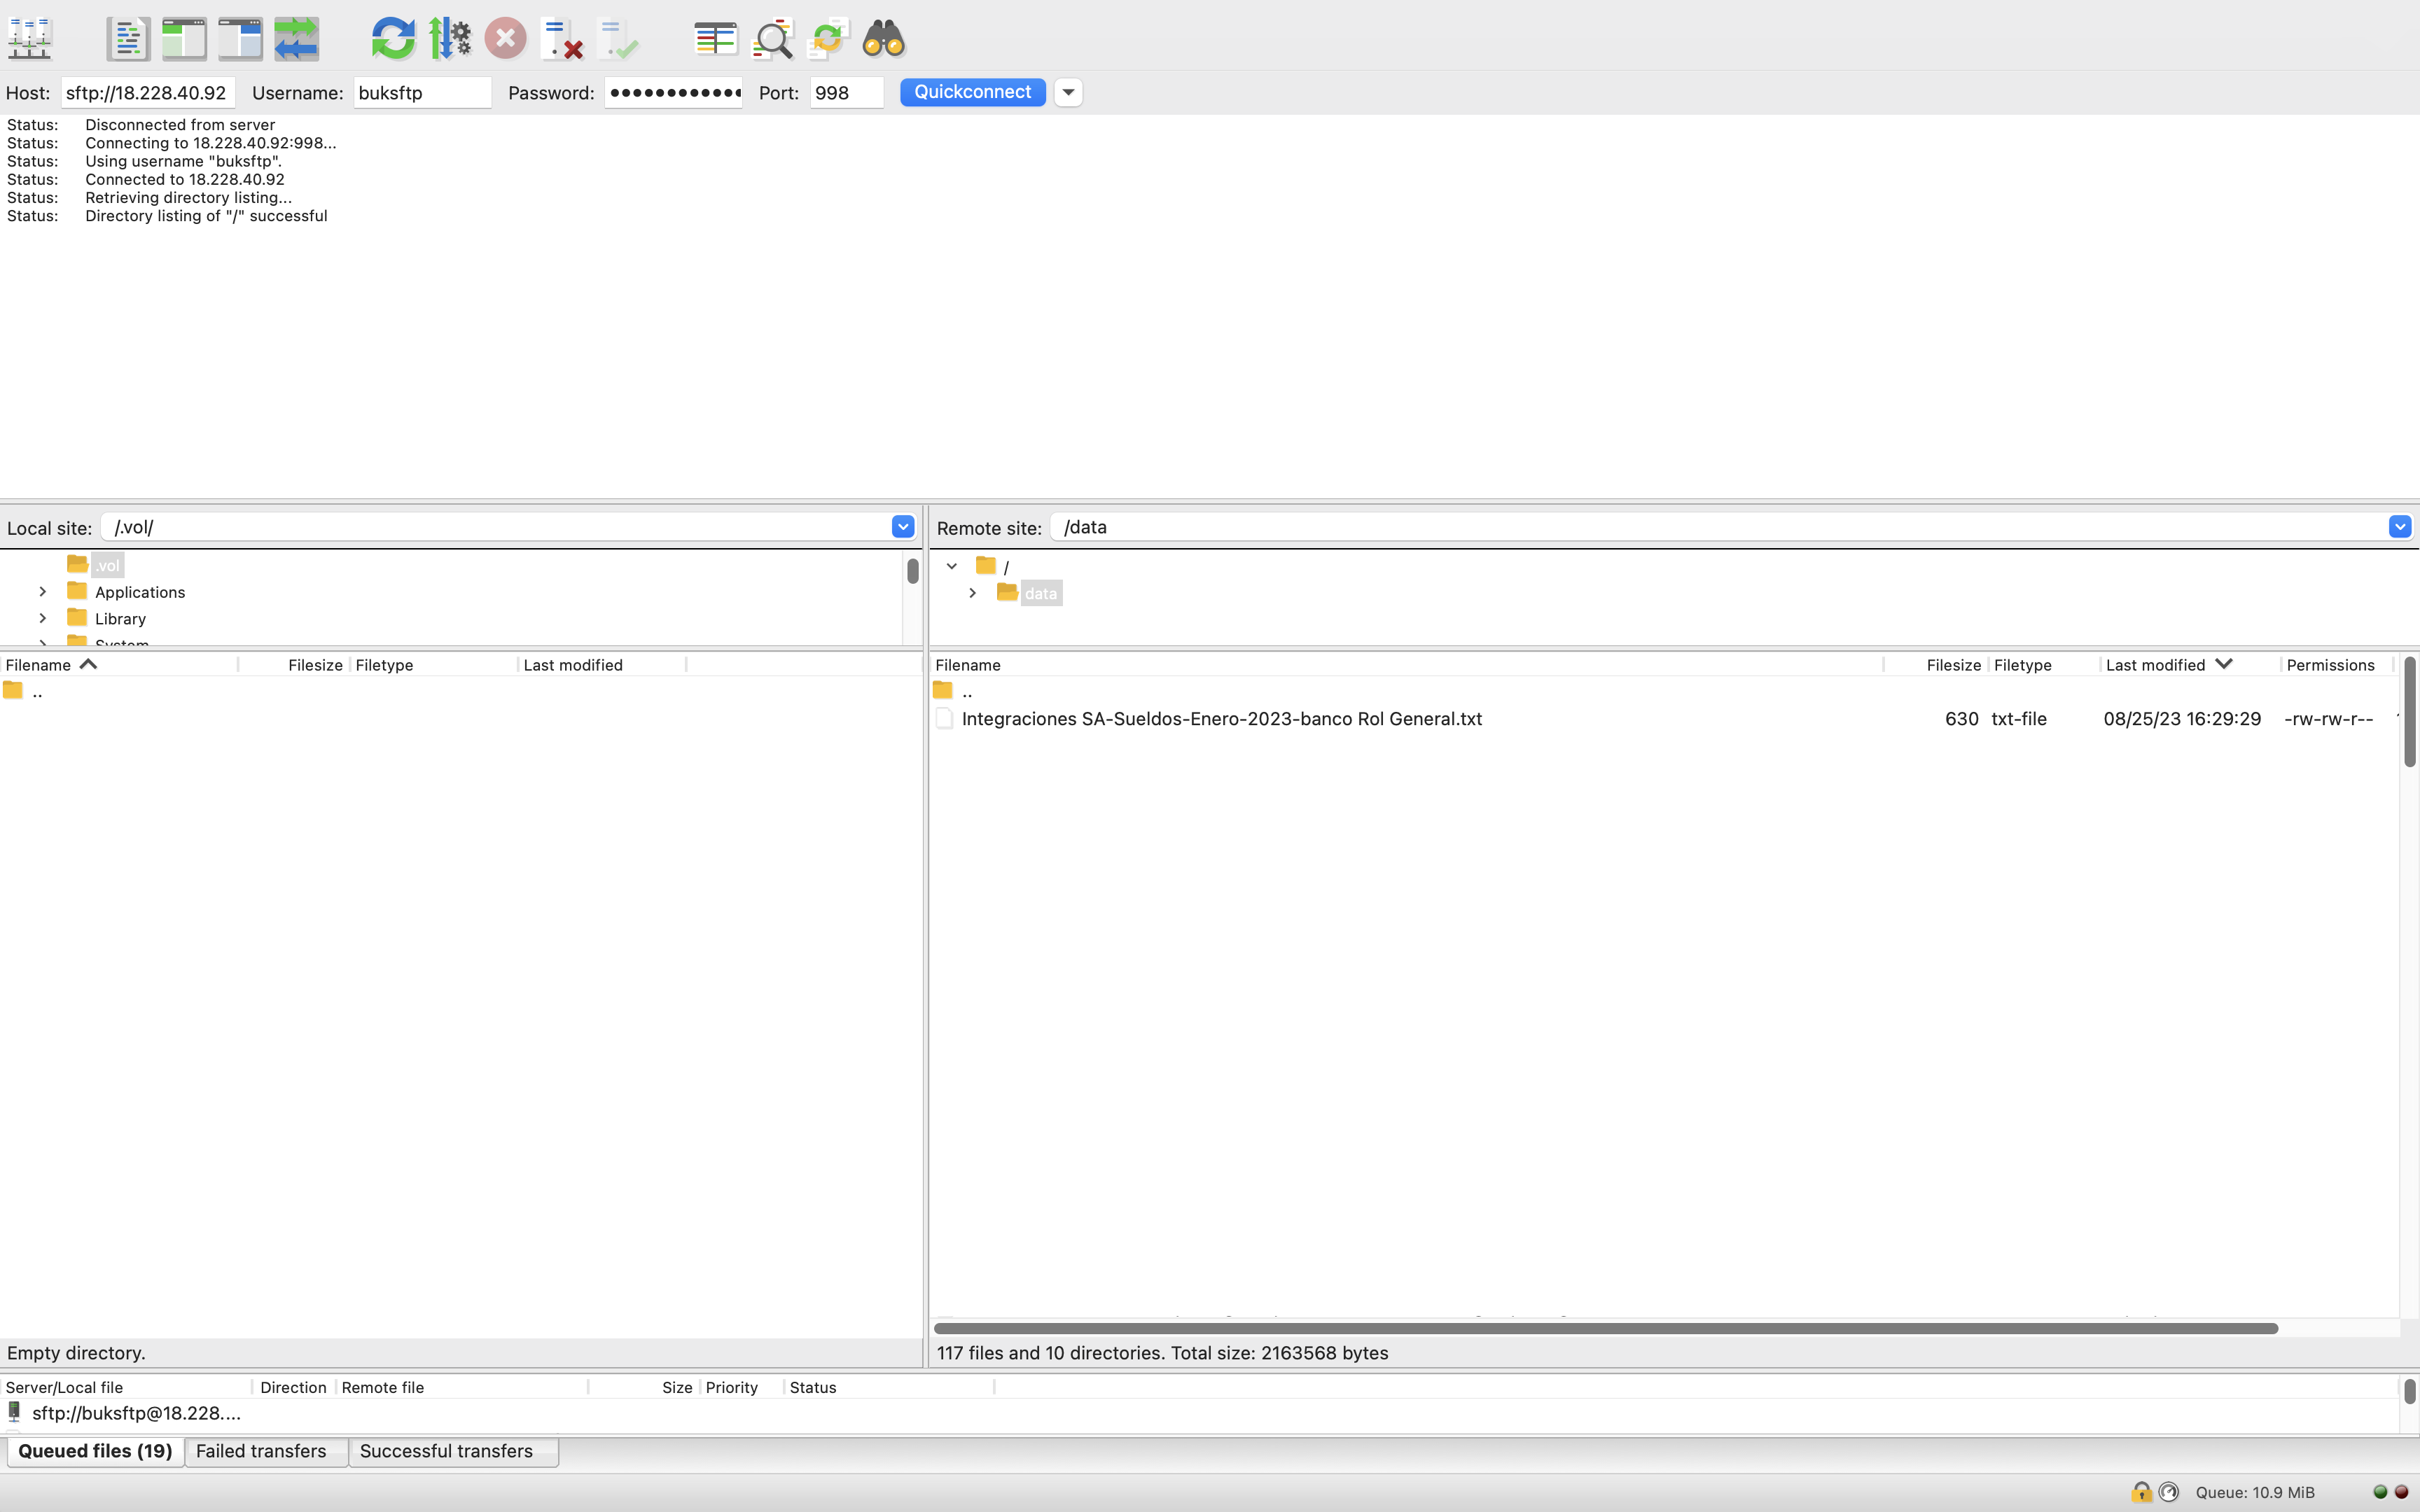 Host: sftp://18.228.40.92 Username: buksftp Password: ●●●●●●●●●●●● Port: 998 Quickconnect
Status: Disconnected from server
Status: Connecting to 18.228.40.92:998...
Status: Using username "buksftp".
Status: Connected to 18.228.40.92
Status: Retrieving directory listing...
Status: Directory listing of "/" successful
Local site: /.vol/
.vol
Applications
Library
System
Filename Filesize Filetype Last modified
..
Empty directory.
Remote site: /data
/
data
Filename Filesize Filetype Last modified Permissions
..
Integraciones SA-Sueldos-Enero-2023-banco Rol General.txt 630 txt-file 08/25/23 16:29:29 -rw-rw-r--
117 files and 10 directories. Total size: 2163568 bytes
Server/Local file Direction Remote file Size Priority Status
sftp://buksftp@18.228....
Queued files (19) Failed transfers Successful transfers
Queue: 10.9 MiB